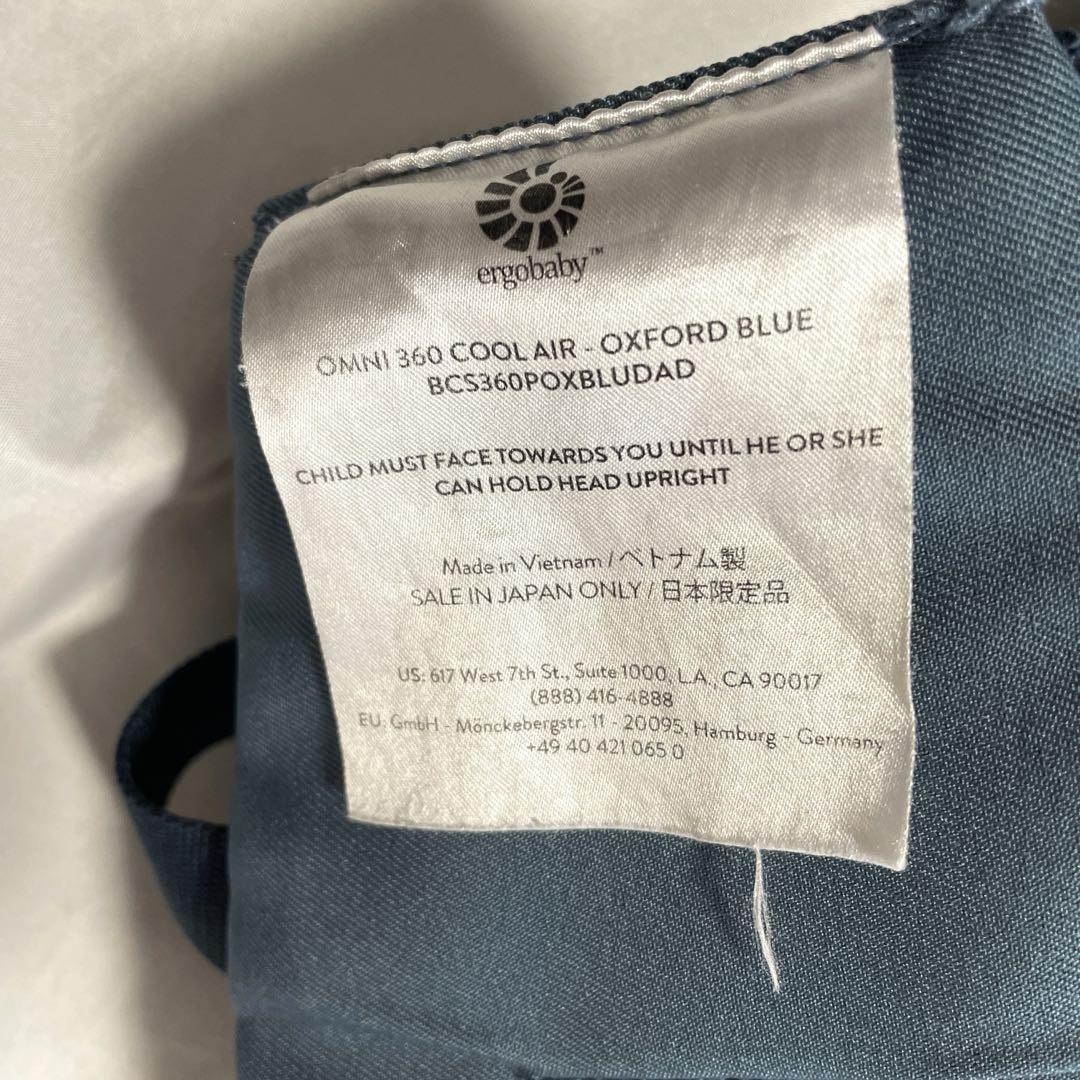 ergobaby™
OMNI 360 COOL AIR - OXFORD BLUE
BCS360POXBLUDAD
CHILD MUST FACE TOWARDS YOU UNTIL HE OR SHE
CAN HOLD HEAD UPRIGHT
Made in Vietnam / ベトナム製
SALE IN JAPAN ONLY / 日本限定品
US: 617 West 7th St., Suite 1000, LA, CA 90017
(888) 416-4888
EU: GmbH - Mönckebergstr. 11 - 20095, Hamburg - Germany
+49 40 421 065 0